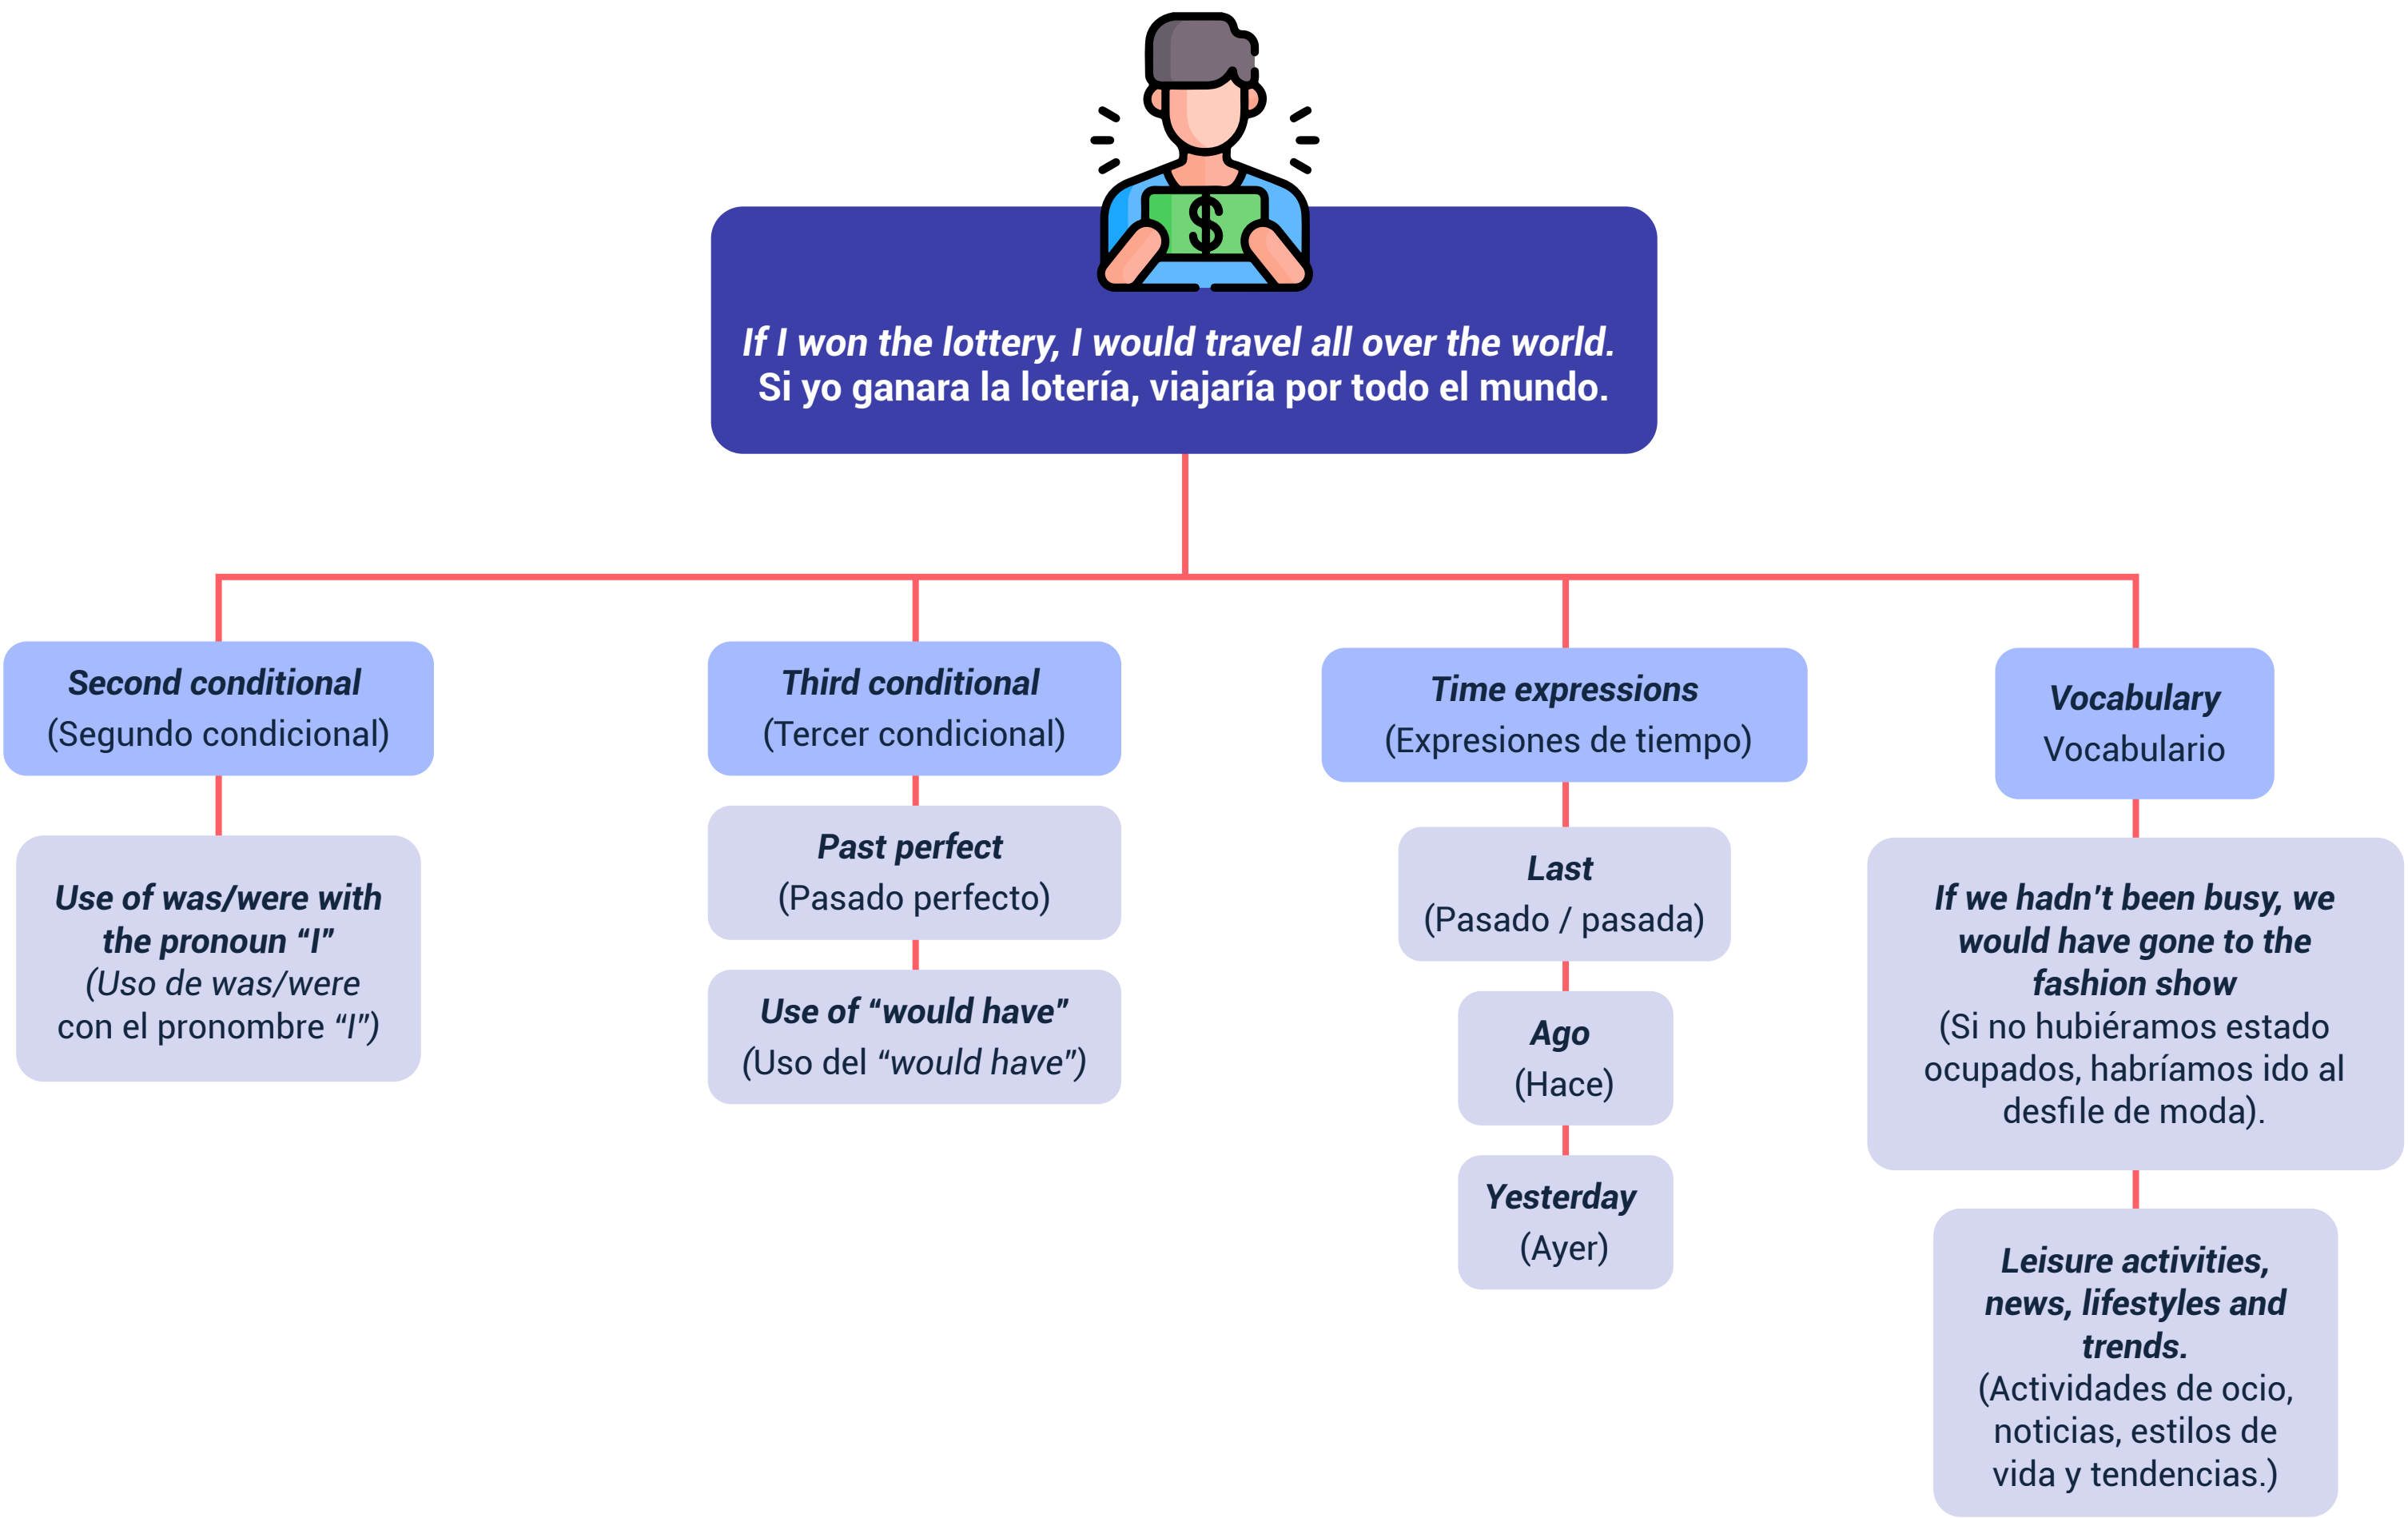 $
If I won the lottery, I would travel all over the world.
Si yo ganara la lotería, viajaría por todo el mundo.
Second conditional
(Segundo condicional)
Use of was/were with
the pronoun “I”
(Uso de was/were
con el pronombre “I”)
Third conditional
(Tercer condicional)
Past perfect
(Pasado perfecto)
Use of “would have”
(Uso del “would have”)
Time expressions
(Expresiones de tiempo)
Last
(Pasado / pasada)
Ago
(Hace)
Yesterday
(Ayer)
Vocabulary
Vocabulario
If we hadn't been busy, we
would have gone to the
fashion show
(Si no hubiéramos estado
ocupados, habríamos ido al
desfile de moda).
Leisure activities,
news, lifestyles and
trends.
(Actividades de ocio,
noticias, estilos de
vida y tendencias.)